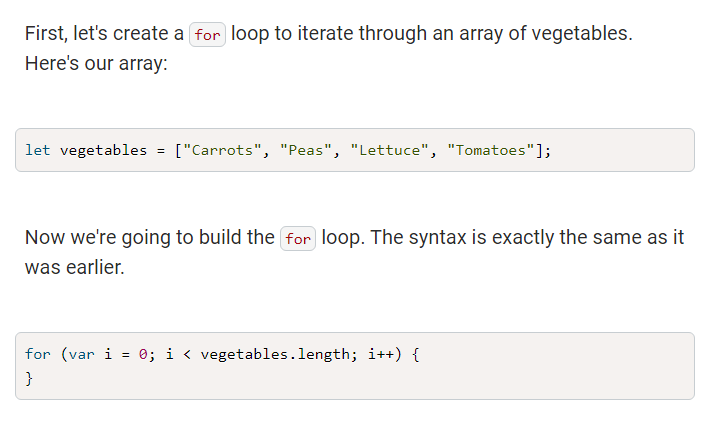 First, let's create a for loop to iterate through an array of vegetables.
Here's our array:
let vegetables = ["Carrots", "Peas", "Lettuce", "Tomatoes"];
Now we're going to build the for loop. The syntax is exactly the same as it
was earlier.
for (var i = 0; i < vegetables.length; i++) {
}